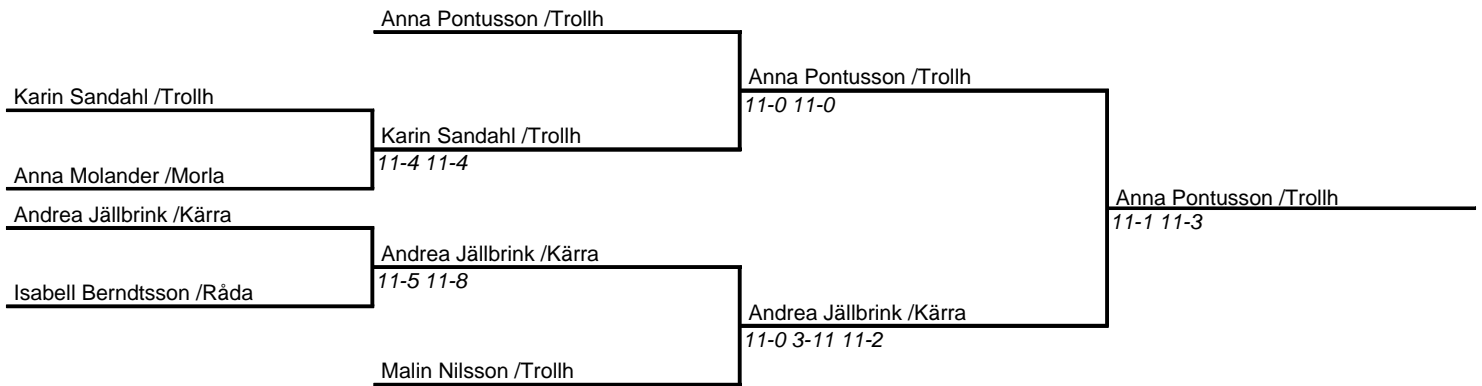 Anna Pontusson /Trollh
Anna Pontusson /Trollh
Karin Sandahl /Trollh
11-0 11-0
Karin Sandahl /Trollh
11-4 11-4
Anna Molander /Morla
Anna Pontusson /Trollh
Andrea Jällbrink /Kärra
11-1 11-3
Andrea Jällbrink /Kärra
11-5 11-8
Isabell Berndtsson /Råda
Andrea Jällbrink /Kärra
11-0 3-11 11-2
Malin Nilsson /Trollh